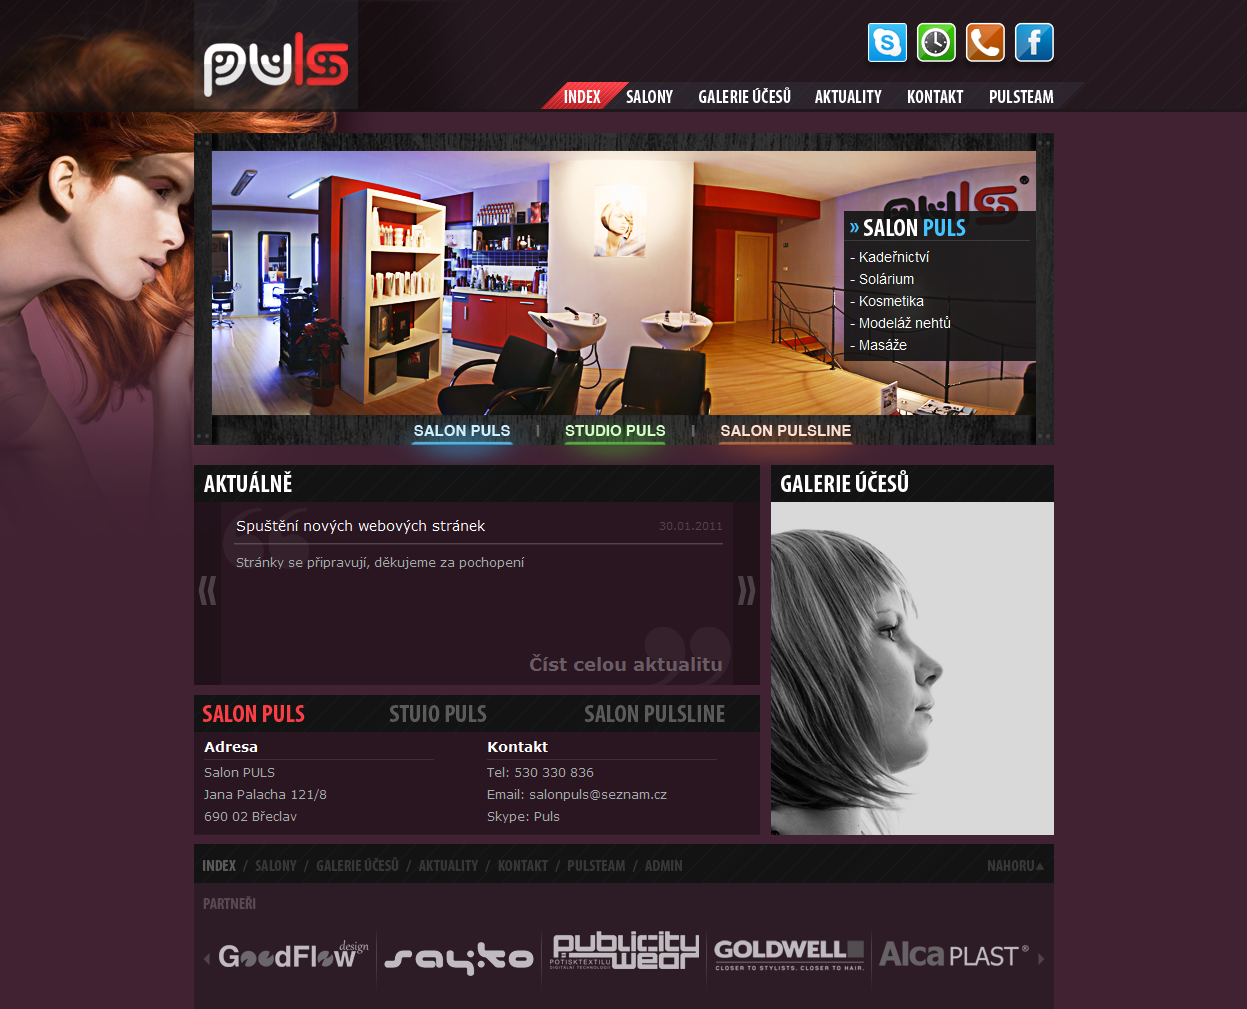 puls
INDEX SALONY GALERIE ÚČESŮ AKTUALITY KONTAKT PULSTEAM
puls
» SALON PULS
- Kadeřnictví
- Solárium
- Kosmetika
- Modeláž nehtů
- Masáže
SALON PULS | STUDIO PULS | SALON PULSLINE
AKTUÁLNĚ
Spuštění nových webových stránek 30.01.2011
Stránky se připravují, děkujeme za pochopení
Číst celou aktualitu
GALERIE ÚČESŮ
SALON PULS STUIO PULS SALON PULSLINE
Adresa
Salon PULS
Jana Palacha 121/8
690 02 Břeclav
Kontakt
Tel: 530 330 836
Email: salonpuls@seznam.cz
Skype: Puls
INDEX / SALONY / GALERIE ÚČESŮ / AKTUALITY / KONTAKT / PULSTEAM / ADMIN NAHORU
PARTNEŘI
GoodFlow design
sayko
publicity wear
POTISKTEXTILU
DIGITÁLNÍ TECHNOLOGIÍ
GOLDWELL
CLOSER TO STYLISTS. CLOSER TO HAIR.
Alca PLAST®